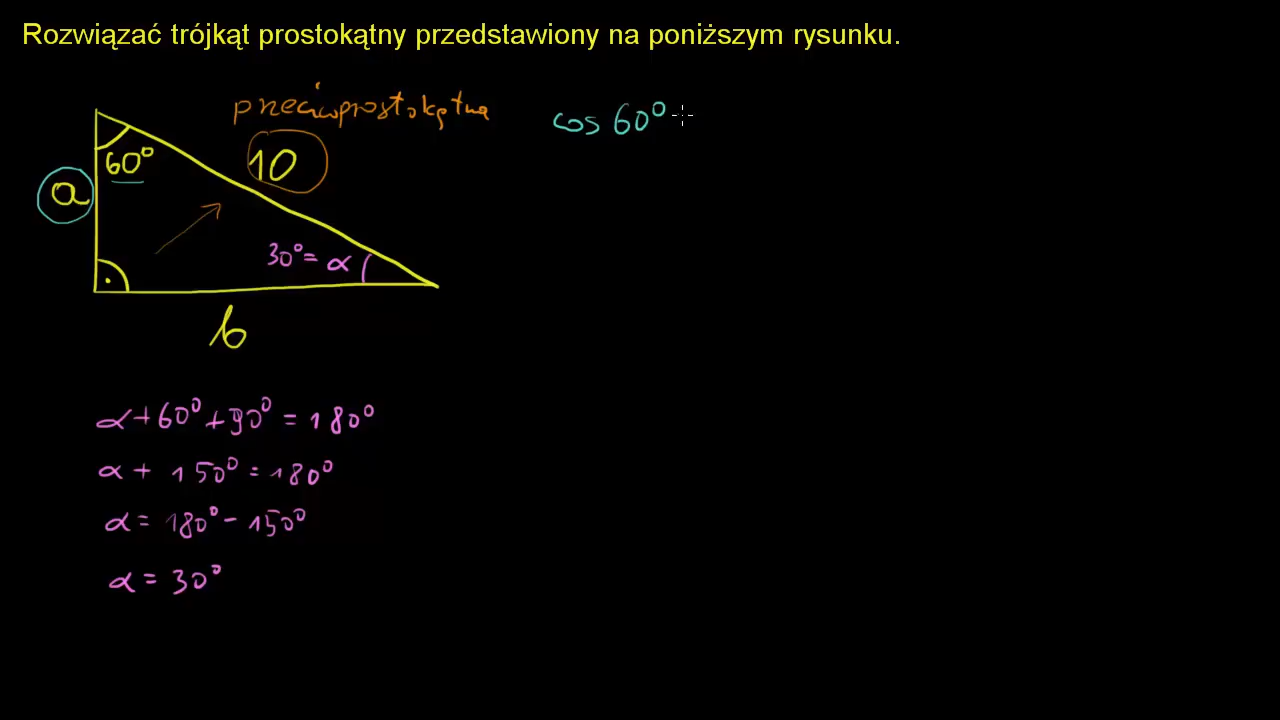 Rozwiązać trójkąt prostokątny przedstawiony na poniższym rysunku.
przeciwprostokątna
cos 60°
60°
10
a
30° = α
b
α + 60° + 90° = 180°
α + 150° = 180°
α = 180° - 150°
α = 30°